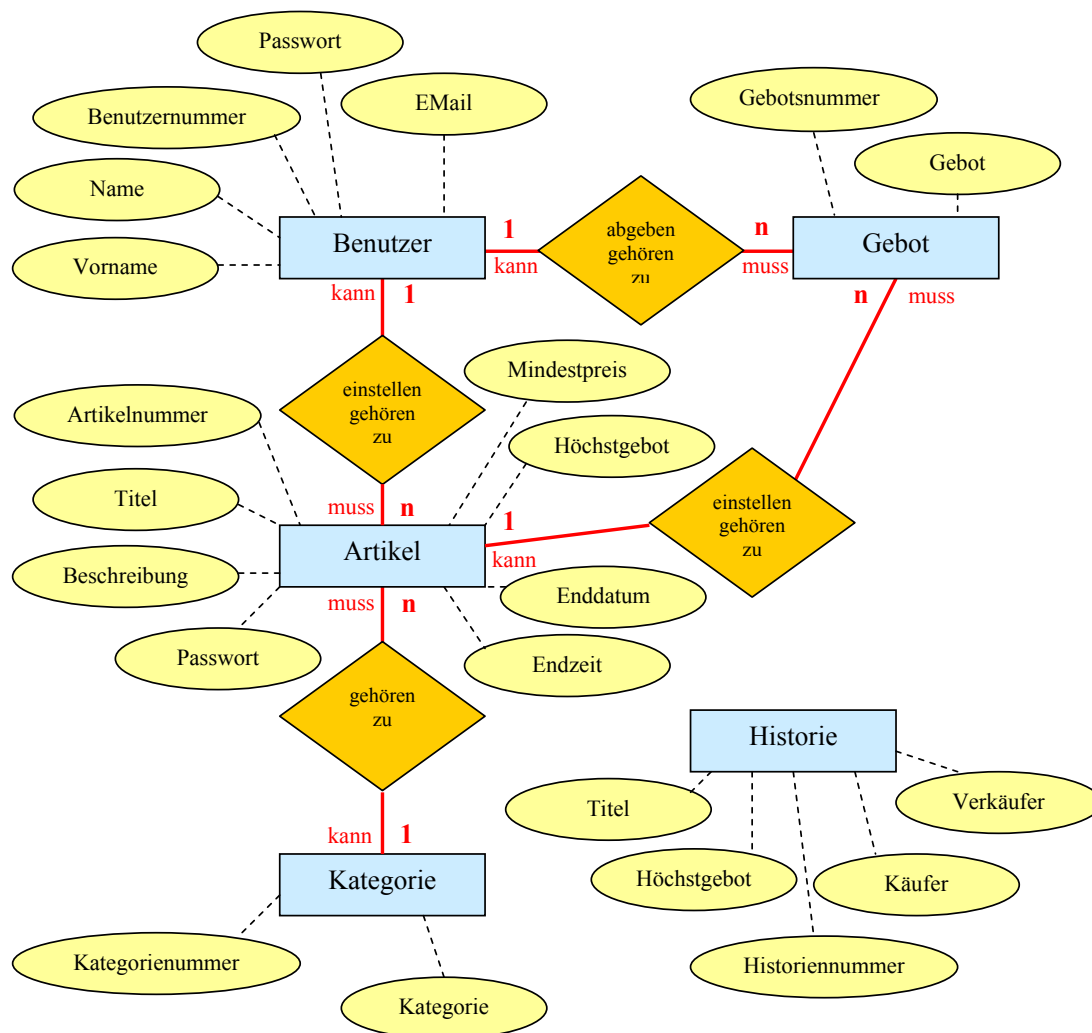 Passwort
EMail
Gebotsnummer
Benutzernummer
Gebot
Name
Vorname
Benutzer
1
kann
abgeben
gehören
zu
n
muss
Gebot
kann
1
n
muss
einstellen
gehören
zu
Mindestpreis
Artikelnummer
Höchstgebot
Titel
muss
n
1
kann
einstellen
gehören
zu
Artikel
Beschreibung
Enddatum
muss
n
Passwort
Endzeit
gehören
zu
Historie
Titel
Verkäufer
kann
1
Höchstgebot
Käufer
Kategorie
Kategorienummer
Historiennummer
Kategorie